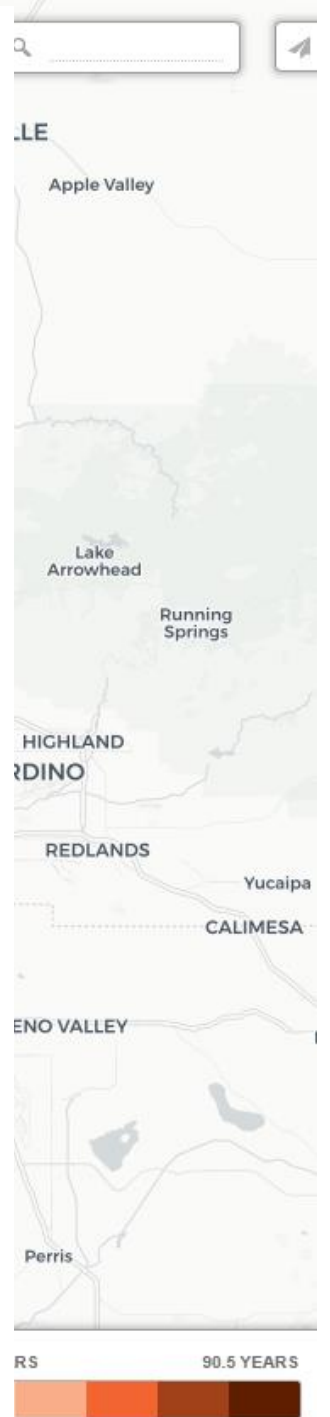 LLE
Apple Valley
Lake
Arrowhead
Running
Springs
HIGHLAND
RDINO
REDLANDS
Yucaipa
CALIMESA
ENO VALLEY
Perris
RS
90.5 YEARS